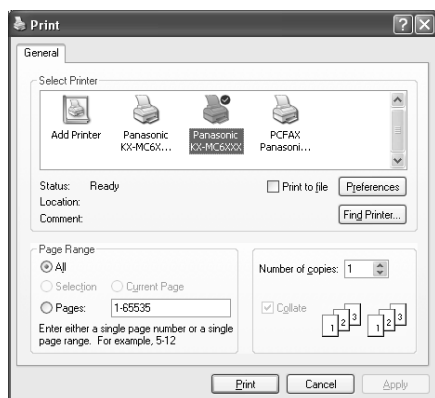 Print
General
Select Printer
Add Printer
Panasonic KX-MC6X...
Panasonic KX-MC6XXX
PCFAX Panasoni...
Status: Ready
Print to file
Preferences
Location:
Comment:
Find Printer...
Page Range
All
Selection
Current Page
Pages: 1-65535
Enter either a single page number or a single
page range. For example, 5-12
Number of copies: 1
Collate
1 2 3 1 2 3
Print Cancel Apply